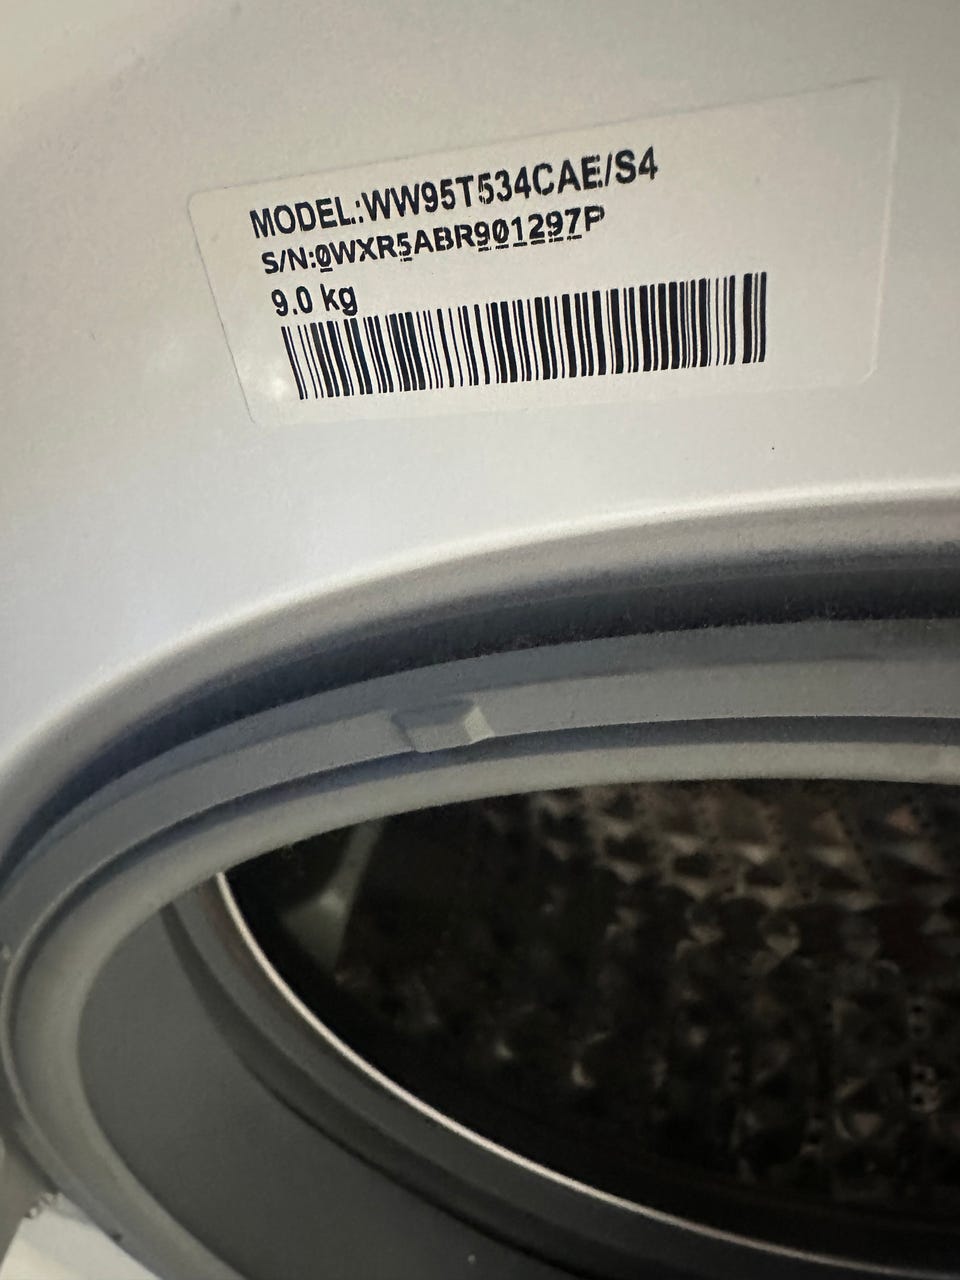 MODEL:WW95T534CAE/S4
S/N:0WXR5ABR901297P
9.0 kg